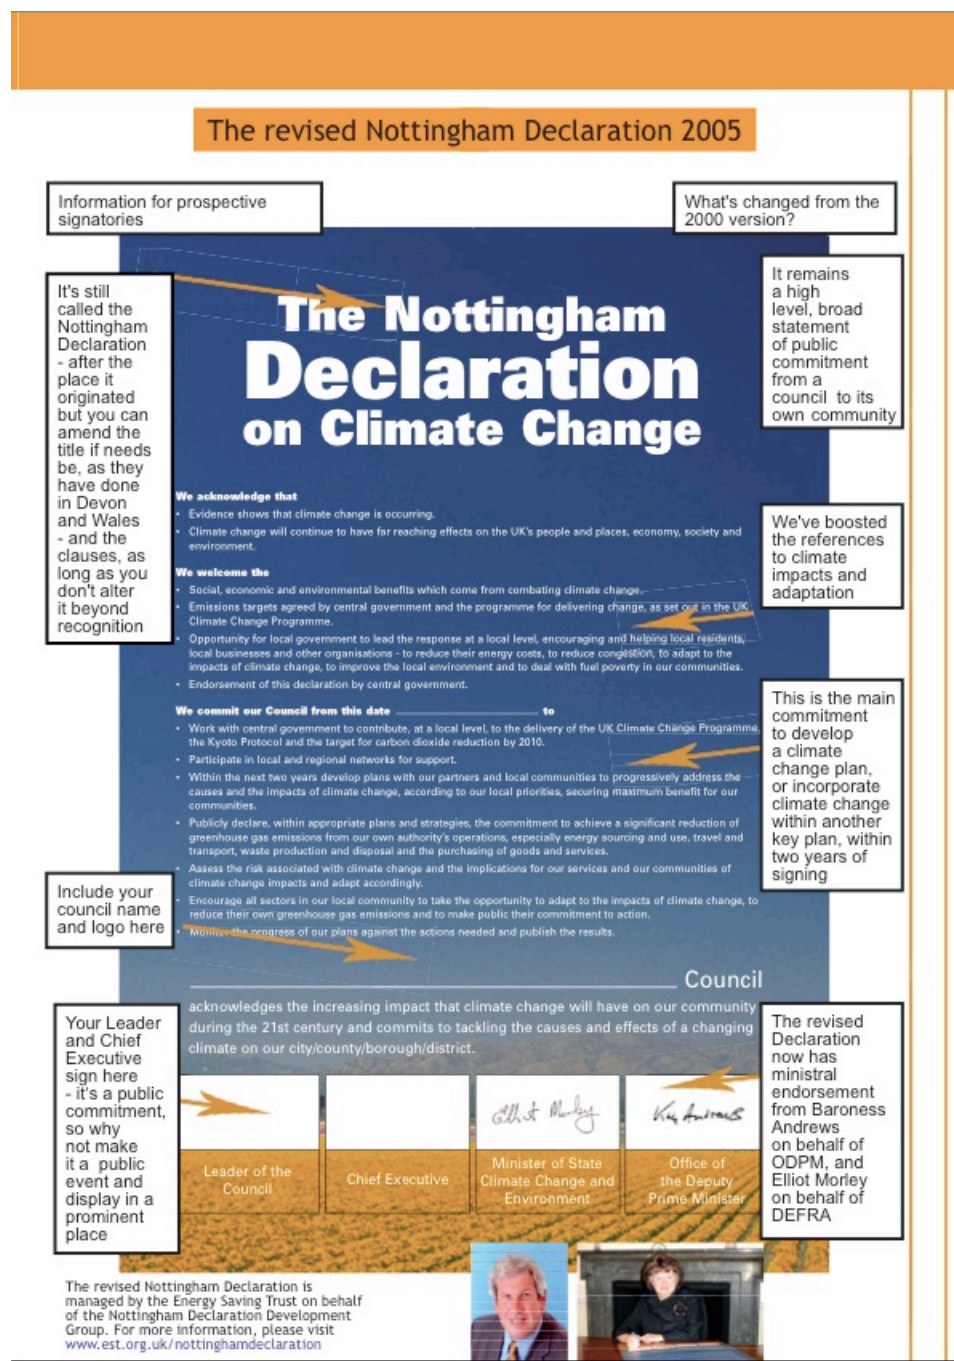 The revised Nottingham Declaration 2005
Information for prospective
signatories
What's changed from the
2000 version?
It's still
called the
Nottingham
Declaration
- after the
place it
originated
but you can
amend the
title if needs
be, as they
have done
in Devon
and Wales
- and the
clauses, as
long as you
don't alter
it beyond
recognition
It remains
a high
level, broad
statement
of public
commitment
from a
council to its
own community
The Nottingham
Declaration
on Climate Change
We acknowledge that
• Evidence shows that climate change is occurring.
• Climate change will continue to have far reaching effects on the UK's people and places, economy, society and
environment.
We welcome the
• Social, economic and environmental benefits which come from combating climate change.
• Emissions targets agreed by central government and the programme for delivering change, as set out in the UK
Climate Change Programme.
• Opportunity for local government to lead the response at a local level, encouraging and helping local residents,
local businesses and other organisations - to reduce their energy costs, to reduce congestion, to adapt to the
impacts of climate change, to improve the local environment and to deal with fuel poverty in our communities.
• Endorsement of this declaration by central government.
We've boosted
the references
to climate
impacts and
adaptation
We commit our Council from this date ____________________ to
• Work with central government to contribute, at a local level, to the delivery of the UK Climate Change Programme,
the Kyoto Protocol and the target for carbon dioxide reduction by 2010.
• Participate in local and regional networks for support.
• Within the next two years develop plans with our partners and local communities to progressively address the
causes and the impacts of climate change, according to our local priorities, securing maximum benefit for our
communities.
• Publicly declare, within appropriate plans and strategies, the commitment to achieve a significant reduction of
greenhouse gas emissions from our own authority's operations, especially energy sourcing and use, travel and
transport, waste production and disposal and the purchasing of goods and services.
• Assess the risk associated with climate change and the implications for our services and our communities of
climate change impacts and adapt accordingly.
• Encourage all sectors in our local community to take the opportunity to adapt to the impacts of climate change, to
reduce their own greenhouse gas emissions and to make public their commitment to action.
• Monitor the progress of our plans against the actions needed and publish the results.
This is the main
commitment
to develop
a climate
change plan,
or incorporate
climate change
within another
key plan, within
two years of
signing
Include your
council name
and logo here
____________________ Council
acknowledges the increasing impact that climate change will have on our community
during the 21st century and commits to tackling the causes and effects of a changing
climate on our city/county/borough/district.
Your Leader
and Chief
Executive
sign here
- it's a public
commitment,
so why
not make
it a public
event and
display in a
prominent
place
Elliot Morley
Kay Andrews
Leader of the
Council
Chief Executive
Minister of State
Climate Change and
Environment
Office of
the Deputy
Prime Minister
The revised
Declaration
now has
ministral
endorsement
from Baroness
Andrews
on behalf of
ODPM, and
Elliot Morley
on behalf of
DEFRA
The revised Nottingham Declaration is
managed by the Energy Saving Trust on behalf
of the Nottingham Declaration Development
Group. For more information, please visit
www.est.org.uk/nottinghamdeclaration